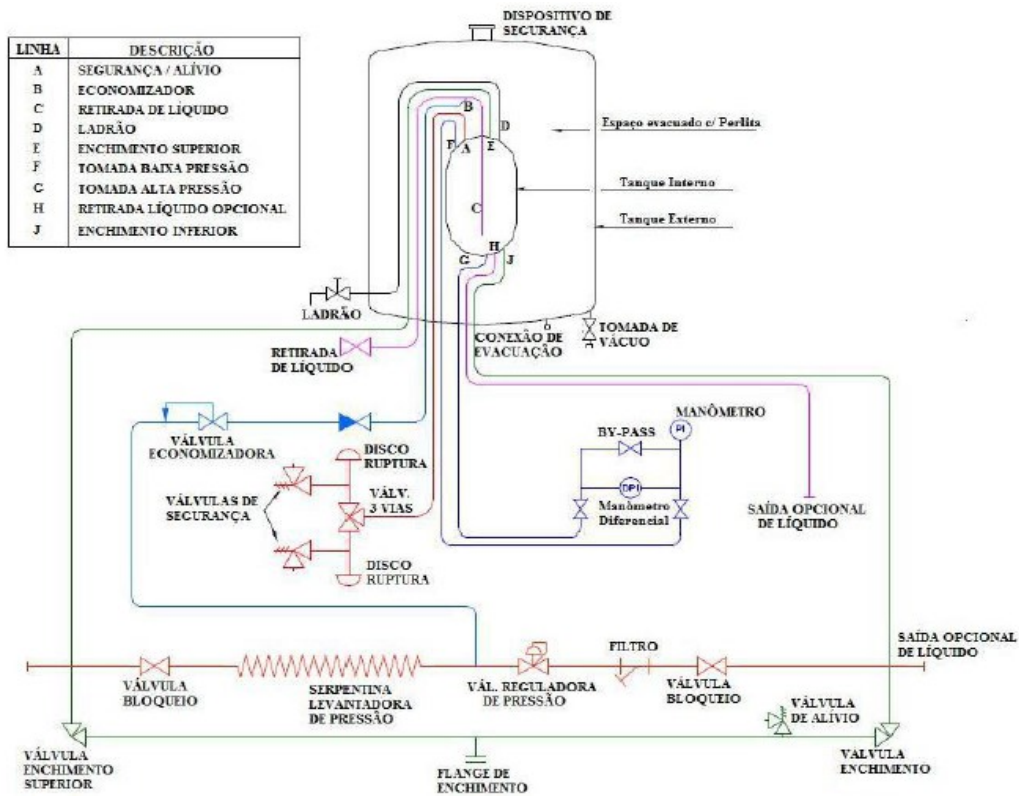 DISPOSITIVO DE
SEGURANÇA
LINHA DESCRIÇÃO
A SEGURANÇA / ALÍVIO
B ECONOMIZADOR
C RETIRADA DE LÍQUIDO
D LADRÃO
E ENCHIMENTO SUPERIOR
F TOMADA BAIXA PRESSÃO
G TOMADA ALTA PRESSÃO
H RETIRADA LÍQUIDO OPCIONAL
J ENCHIMENTO INFERIOR
B
D
F A E
C
H
G J
Espaço evacuado c/ Perlita
Tanque Interno
Tanque Externo
LADRÃO
CONEXÃO DE
EVACUAÇÃO
TOMADA DE
VÁCUO
RETIRADA
DE LÍQUIDO
VÁLVULA
ECONOMIZADORA
DISCO
RUPTURA
VÁLVULAS DE
SEGURANÇA
VÁLV.
3 VIAS
DISCO
RUPTURA
MANÔMETRO
PI
BY-PASS
DPI
Manômetro
Diferencial
SAÍDA OPCIONAL
DE LÍQUIDO
SAÍDA OPCIONAL
DE LÍQUIDO
FILTRO
VÁLVULA
BLOQUEIO
SERPENTINA
LEVANTADORA
DE PRESSÃO
VÁL. REGULADORA
DE PRESSÃO
VÁLVULA
BLOQUEIO
VÁLVULA
DE ALÍVIO
VÁLVULA
ENCHIMENTO
SUPERIOR
FLANGE DE
ENCHIMENTO
VALVULA
ENCHIMENTO